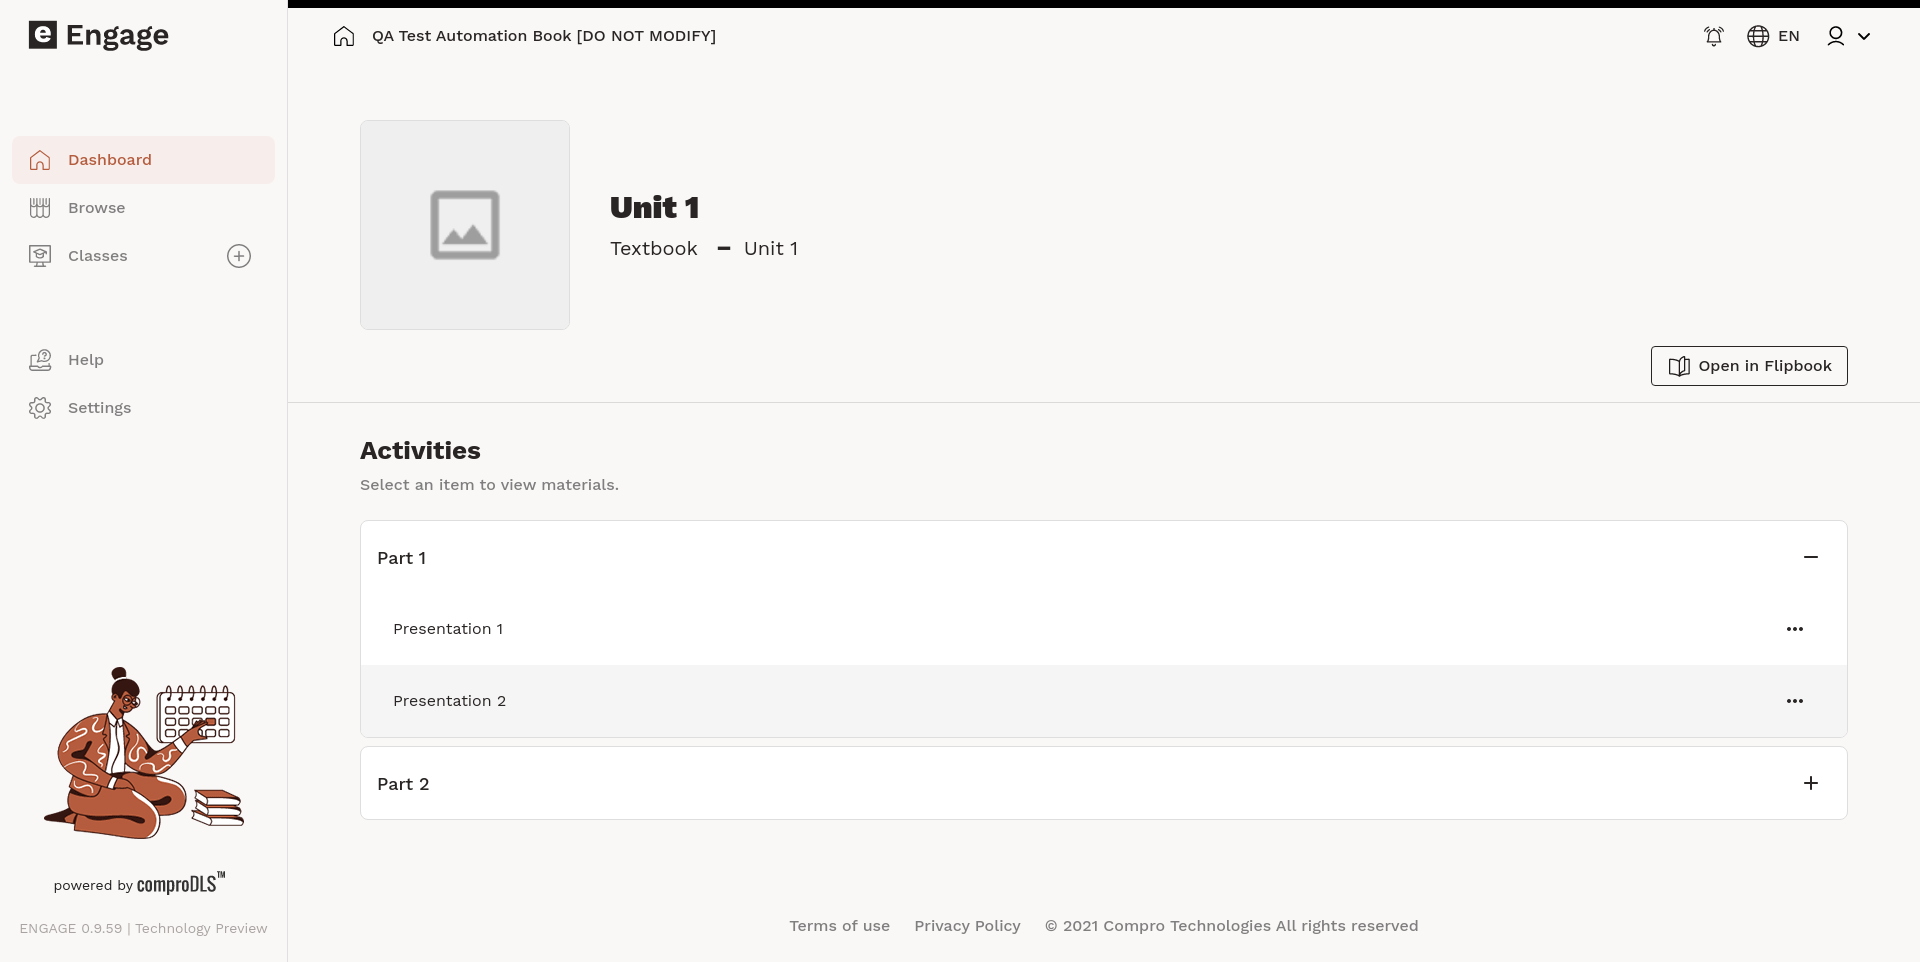 e Engage
QA Test Automation Book [DO NOT MODIFY]
EN
Dashboard
Browse
Classes
Help
Settings
powered by comproDLS™
ENGAGE 0.9.59 | Technology Preview
Unit 1
Textbook – Unit 1
Open in Flipbook
Activities
Select an item to view materials.
Part 1
Presentation 1
Presentation 2
Part 2
Terms of use Privacy Policy © 2021 Compro Technologies All rights reserved